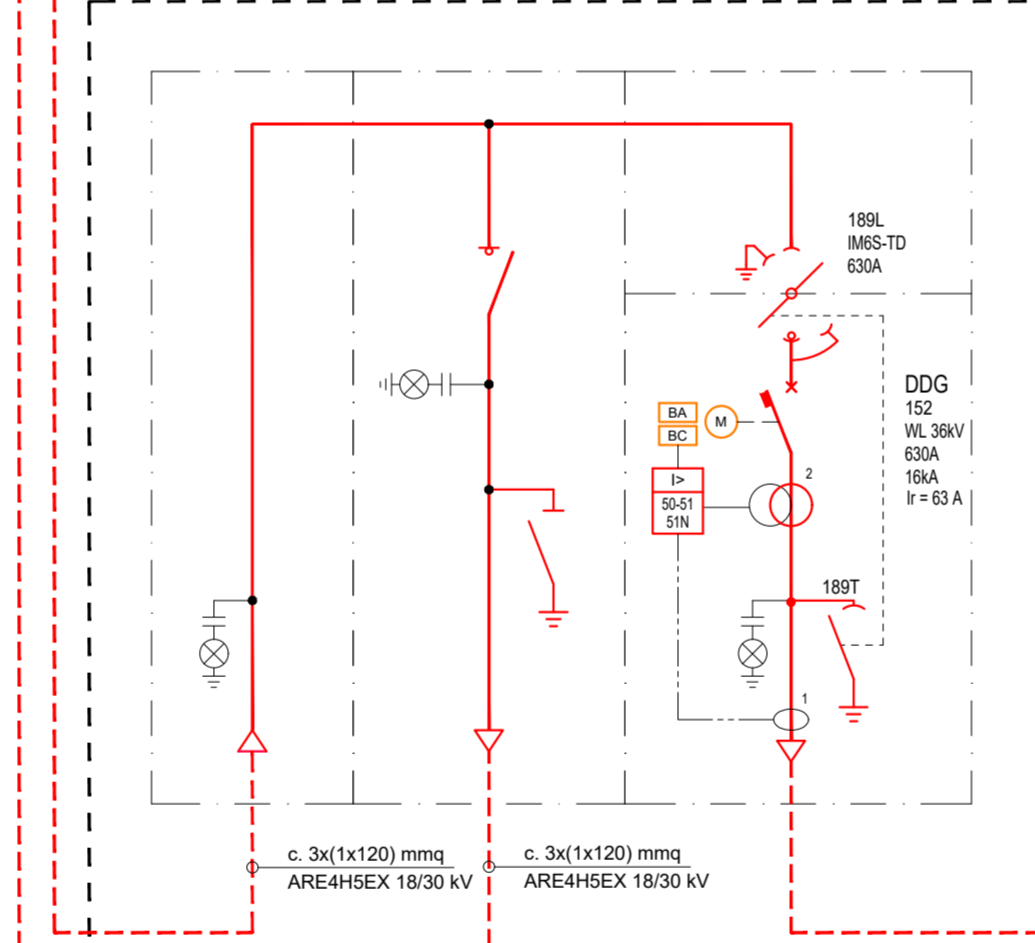 189L
IM6S-TD
630A
DDG
152
WL 36kV
630A
16kA
Ir = 63 A
BA
BC
M
I>
50-51
51N
2
189T
1
c. 3x(1x120) mmq
ARE4H5EX 18/30 kV
c. 3x(1x120) mmq
ARE4H5EX 18/30 kV